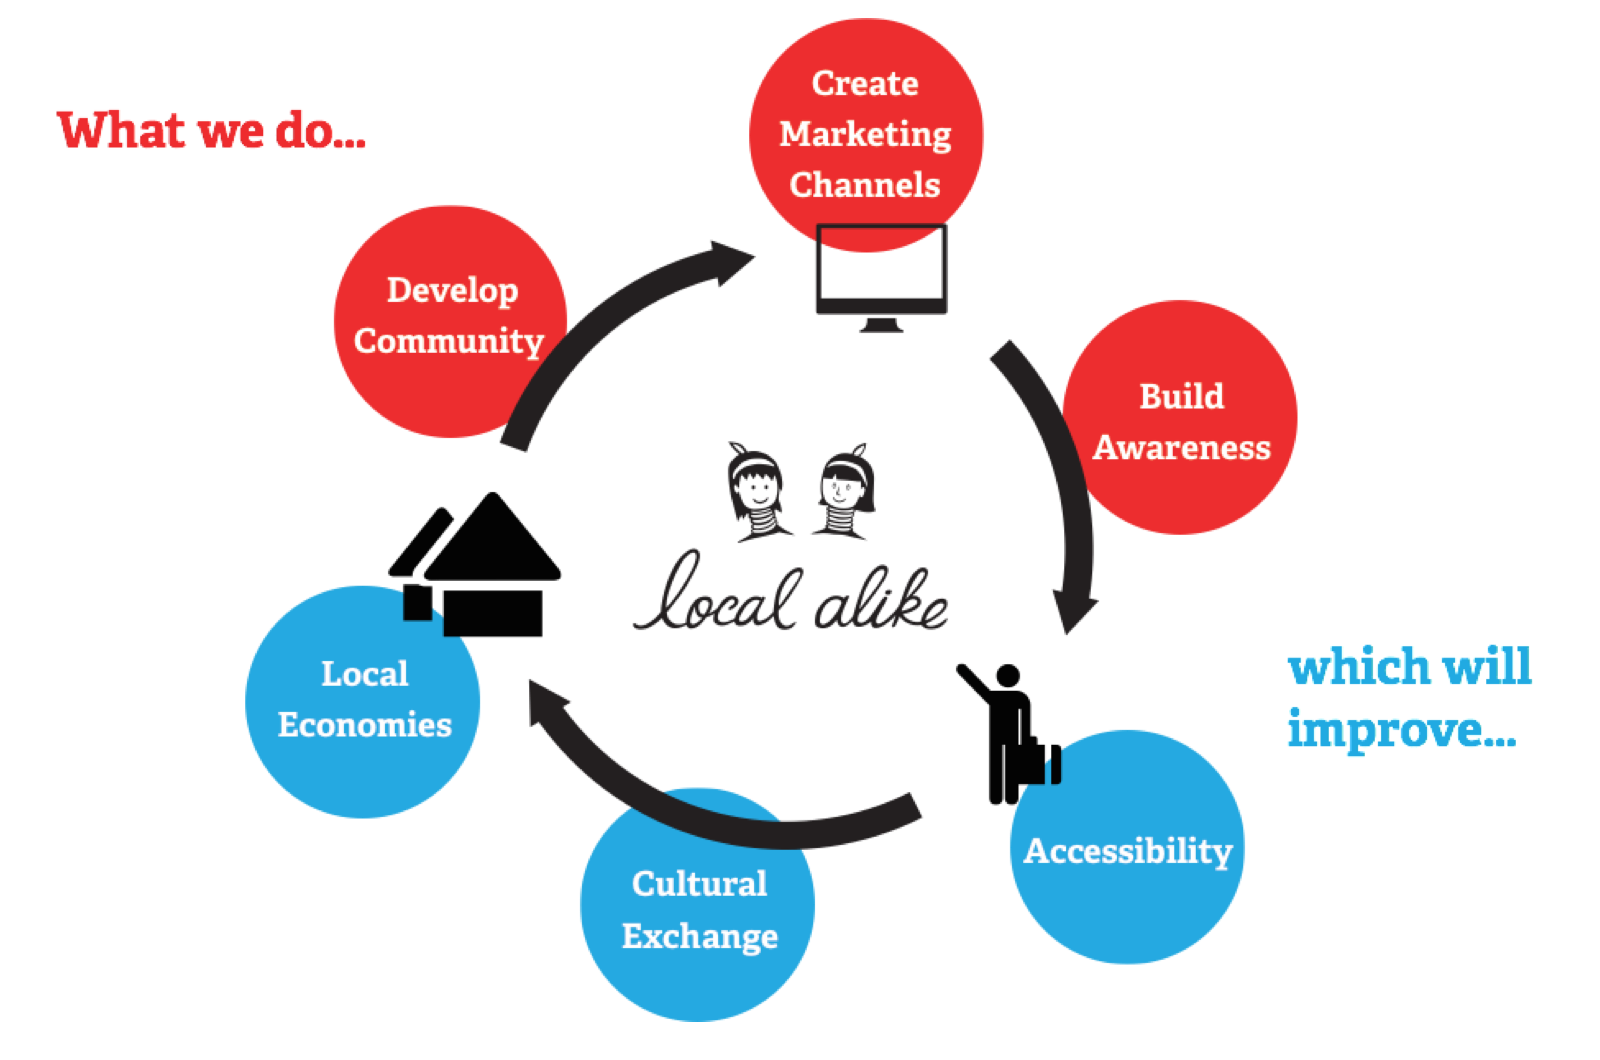 What we do...
Create
Marketing
Channels
Develop
Community
Build
Awareness
local alike
which will
improve...
Local
Economies
Accessibility
Cultural
Exchange